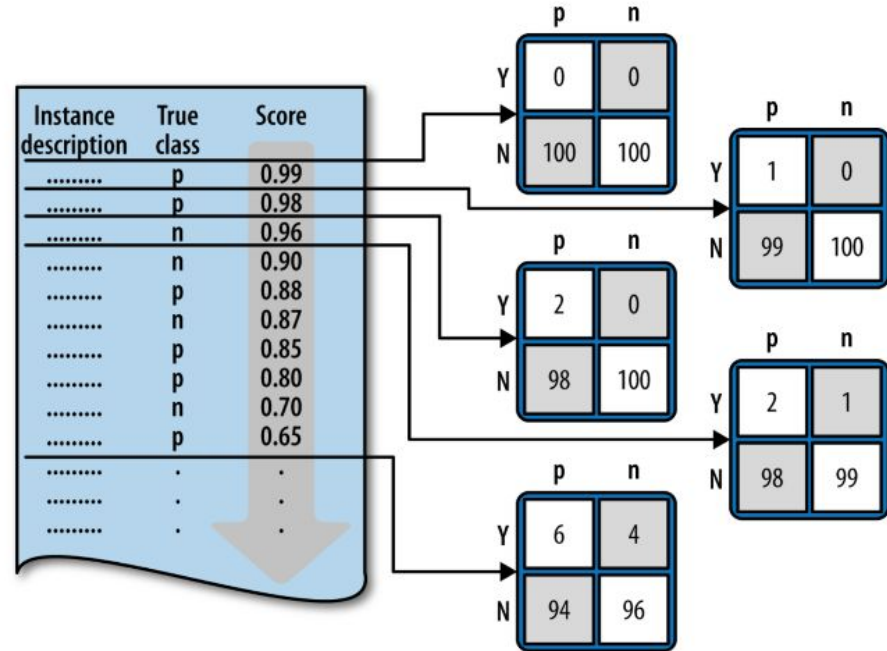 Instance description True class Score
......... p 0.99
......... p 0.98
......... n 0.96
......... n 0.90
......... p 0.88
......... n 0.87
......... p 0.85
......... p 0.80
......... n 0.70
......... p 0.65
......... . .
......... . .
......... . .
p n
Y 0 0
N 100 100
p n
Y 1 0
N 99 100
p n
Y 2 0
N 98 100
p n
Y 2 1
N 98 99
p n
Y 6 4
N 94 96